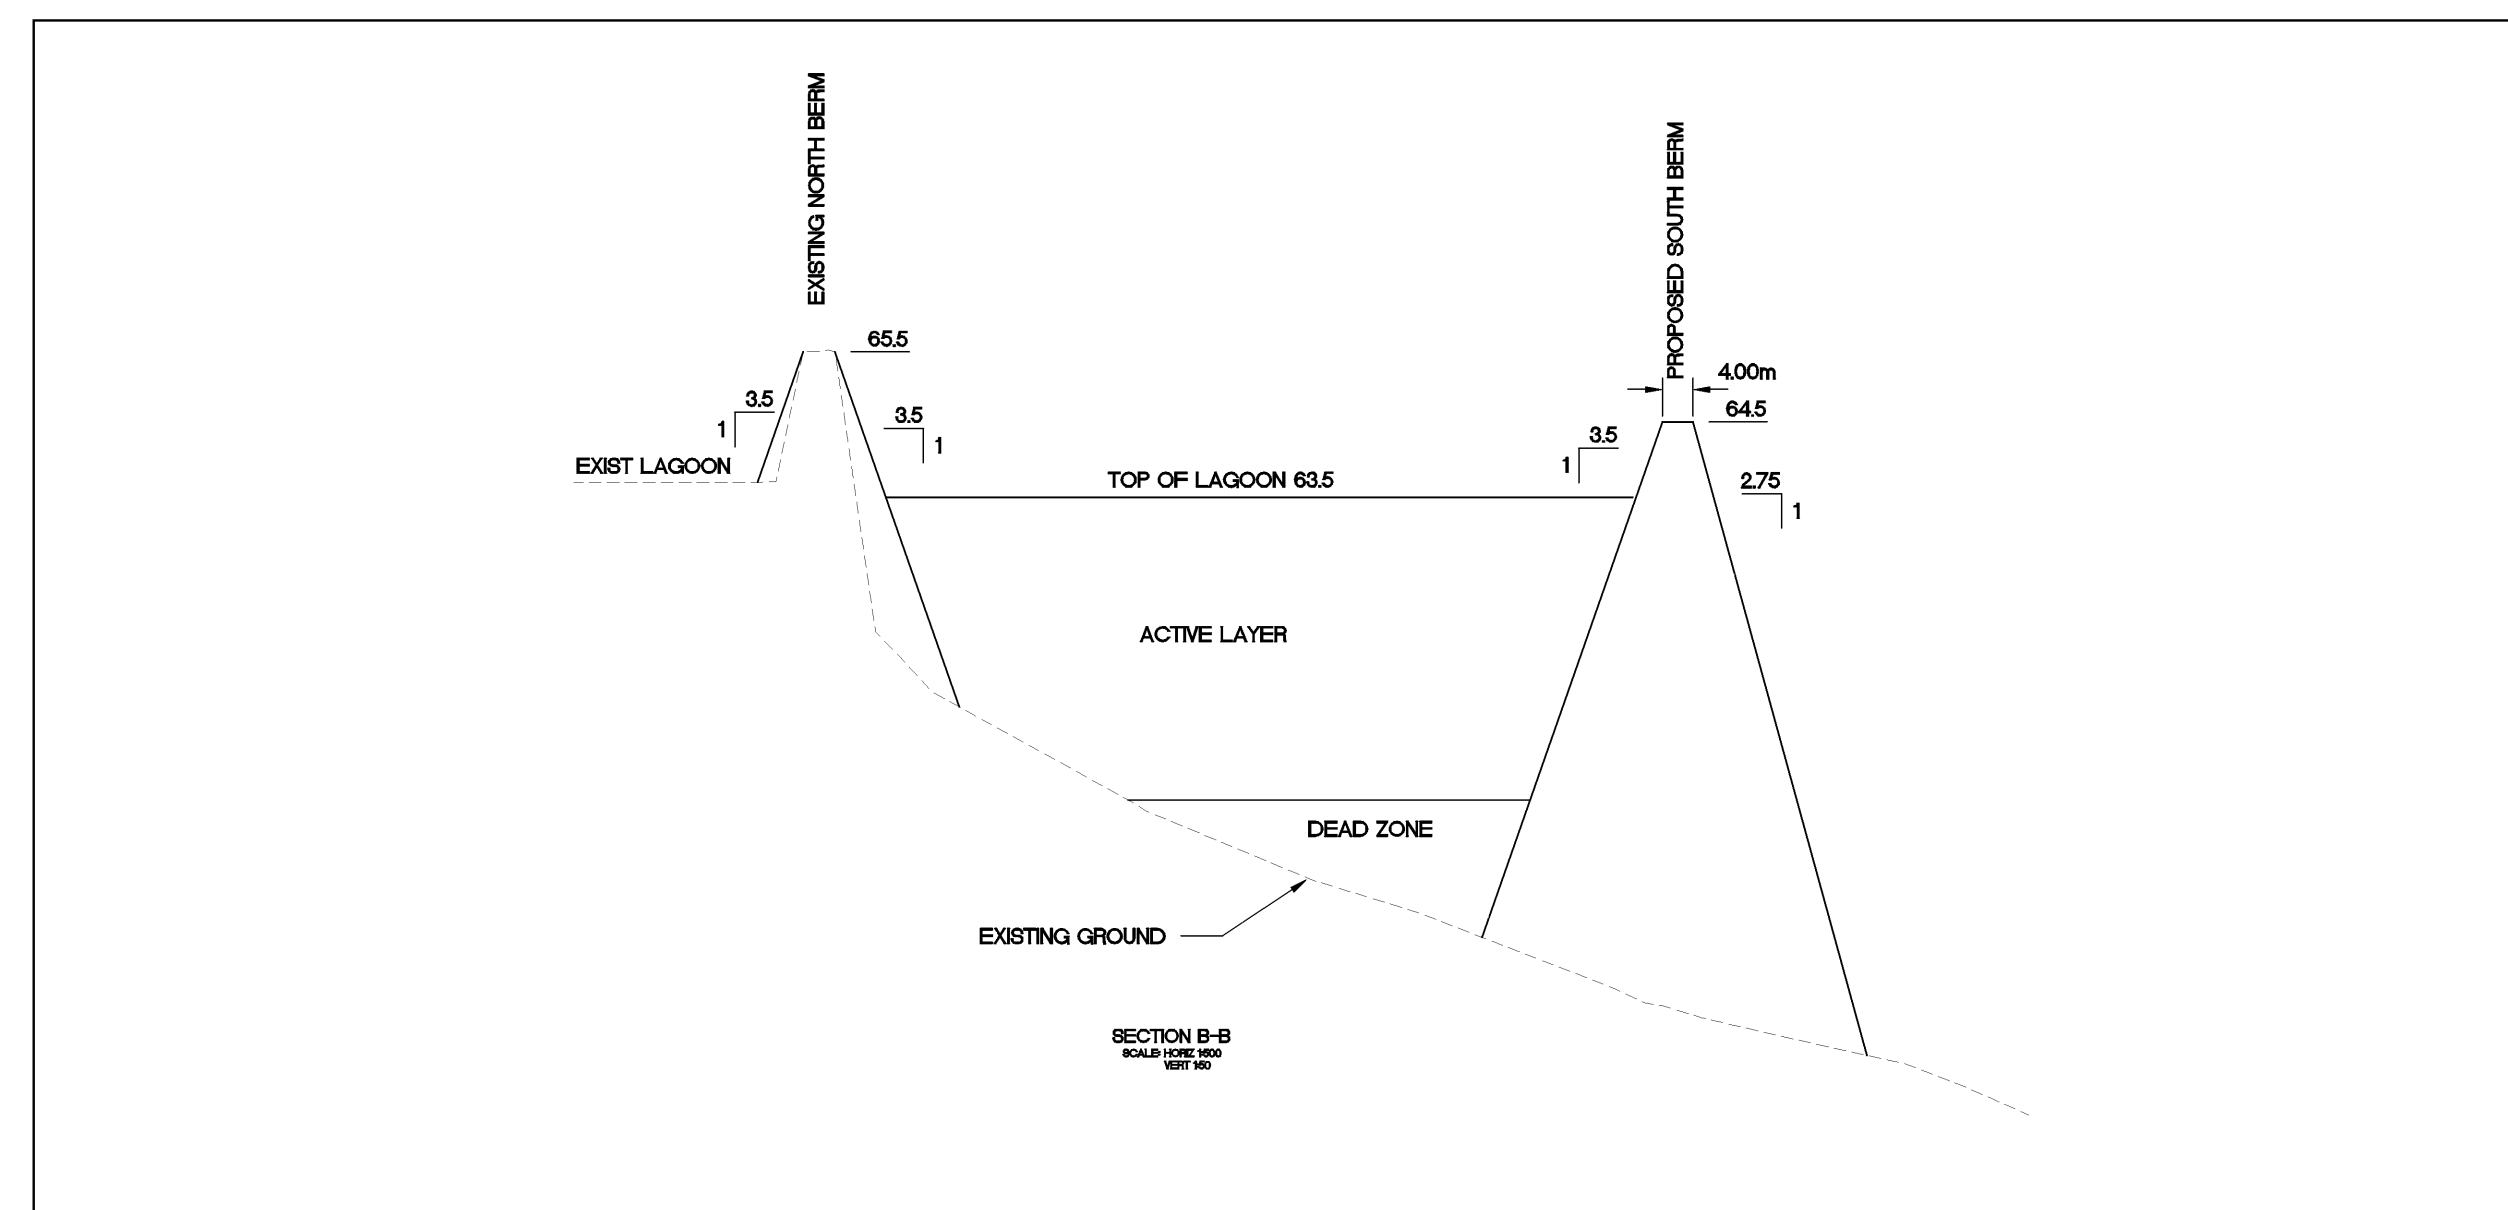 EXISTING NORTH BERM
PROPOSED SOUTH BERM
65.5
4.00m
3.5
1
3.5
1
64.5
3.5
1
EXIST LAGOON
TOP OF LAGOON 63.5
2.75
1
ACTIVE LAYER
DEAD ZONE
EXISTING GROUND
SECTION B-B
SCALE: HORIZ 1:500
VERT 1:50